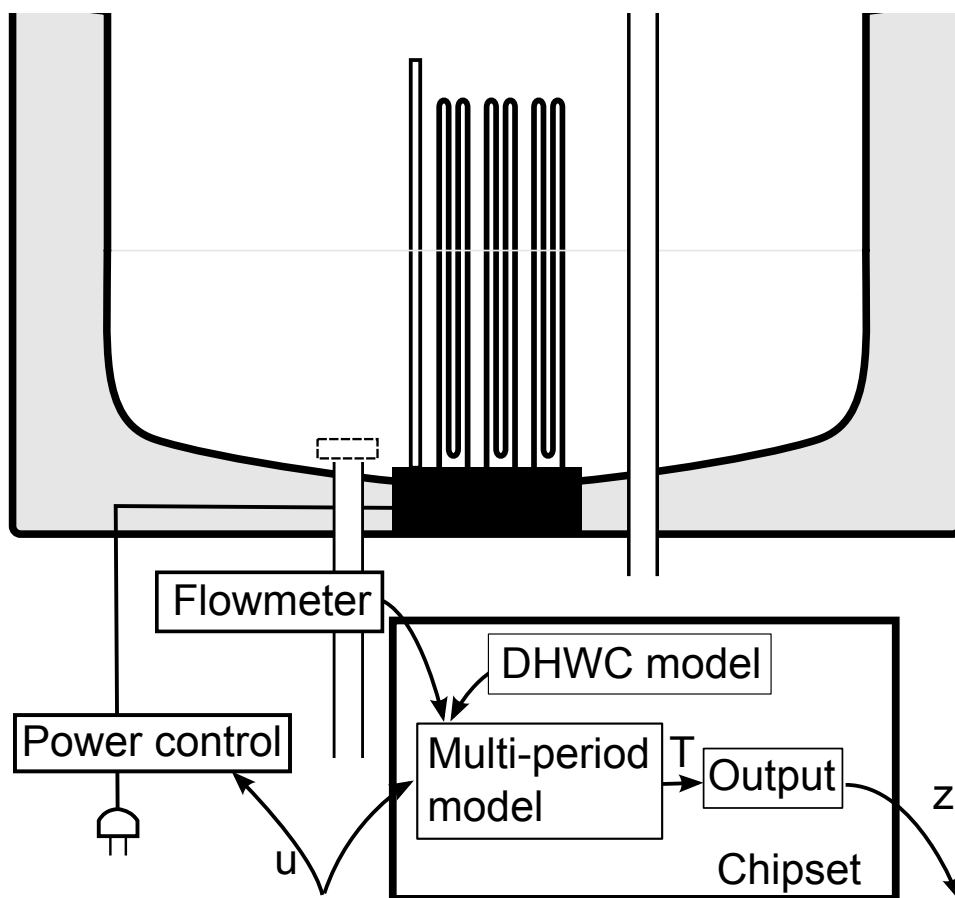 Flowmeter
DHWC model
Power control
Multi-period
model
T
Output
z
u
Chipset